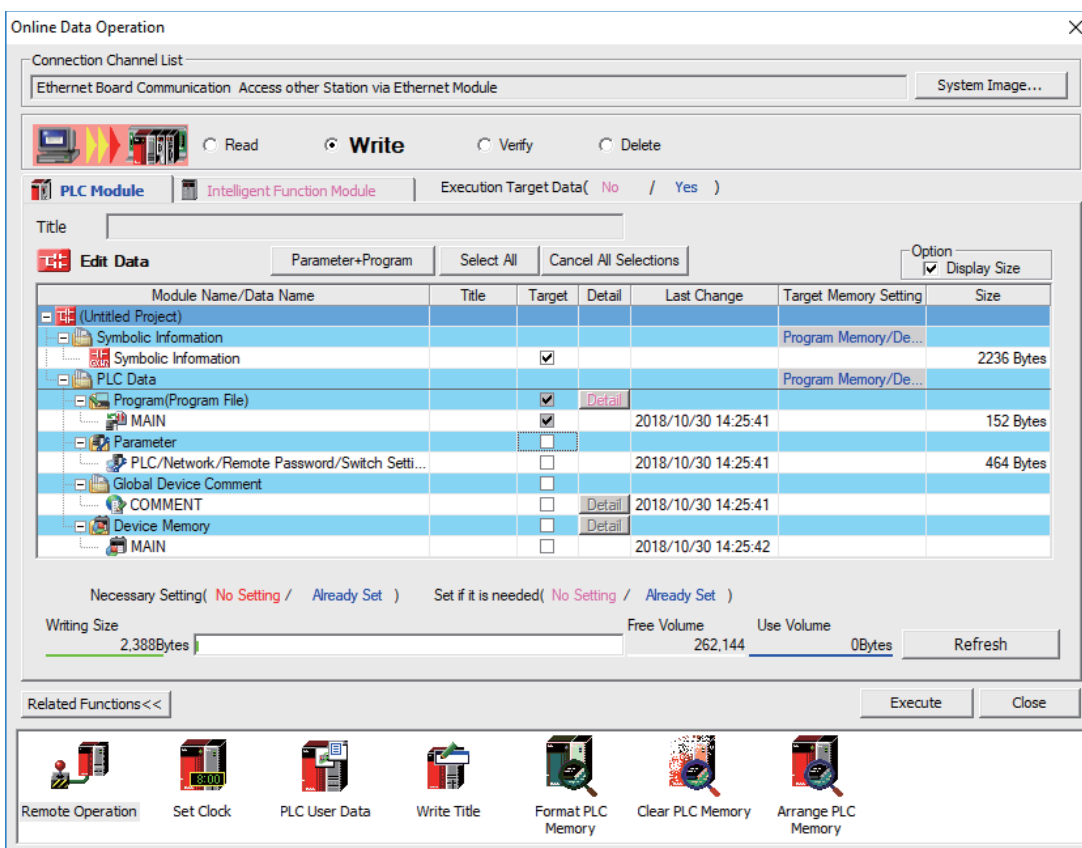 Online Data Operation
Connection Channel List
Ethernet Board Communication Access other Station via Ethernet Module
System Image...
Read Write Verify Delete
PLC Module Intelligent Function Module Execution Target Data( No / Yes )
Title
Edit Data Parameter+Program Select All Cancel All Selections
Option
Display Size
Module Name/Data Name Title Target Detail Last Change Target Memory Setting Size
(Untitled Project)
Symbolic Information Program Memory/De...
Symbolic Information 2236 Bytes
PLC Data Program Memory/De...
Program(Program File) Detail
MAIN 2018/10/30 14:25:41 152 Bytes
Parameter
PLC/Network/Remote Password/Switch Setti... 2018/10/30 14:25:41 464 Bytes
Global Device Comment
COMMENT Detail 2018/10/30 14:25:41
Device Memory Detail
MAIN 2018/10/30 14:25:42
Necessary Setting( No Setting / Already Set ) Set if it is needed( No Setting / Already Set )
Writing Size Free Volume Use Volume
2,388Bytes 262,144 0Bytes Refresh
Related Functions<< Execute Close
8:00
Remote Operation Set Clock PLC User Data Write Title Format PLC Memory Clear PLC Memory Arrange PLC Memory